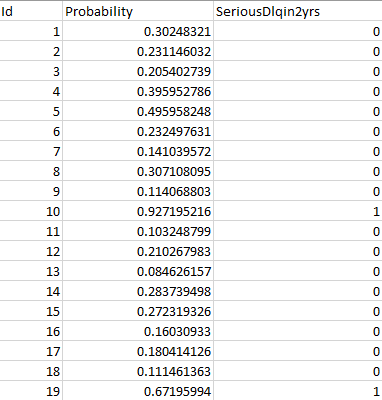 Id Probability SeriousDlqin2yrs
1 0.30248321 0
2 0.231146032 0
3 0.205402739 0
4 0.395952786 0
5 0.495958248 0
6 0.232497631 0
7 0.141039572 0
8 0.307108095 0
9 0.114068803 0
10 0.927195216 1
11 0.103248799 0
12 0.210267983 0
13 0.084626157 0
14 0.283739498 0
15 0.272319326 0
16 0.16030933 0
17 0.180414126 0
18 0.111461363 0
19 0.67195994 1